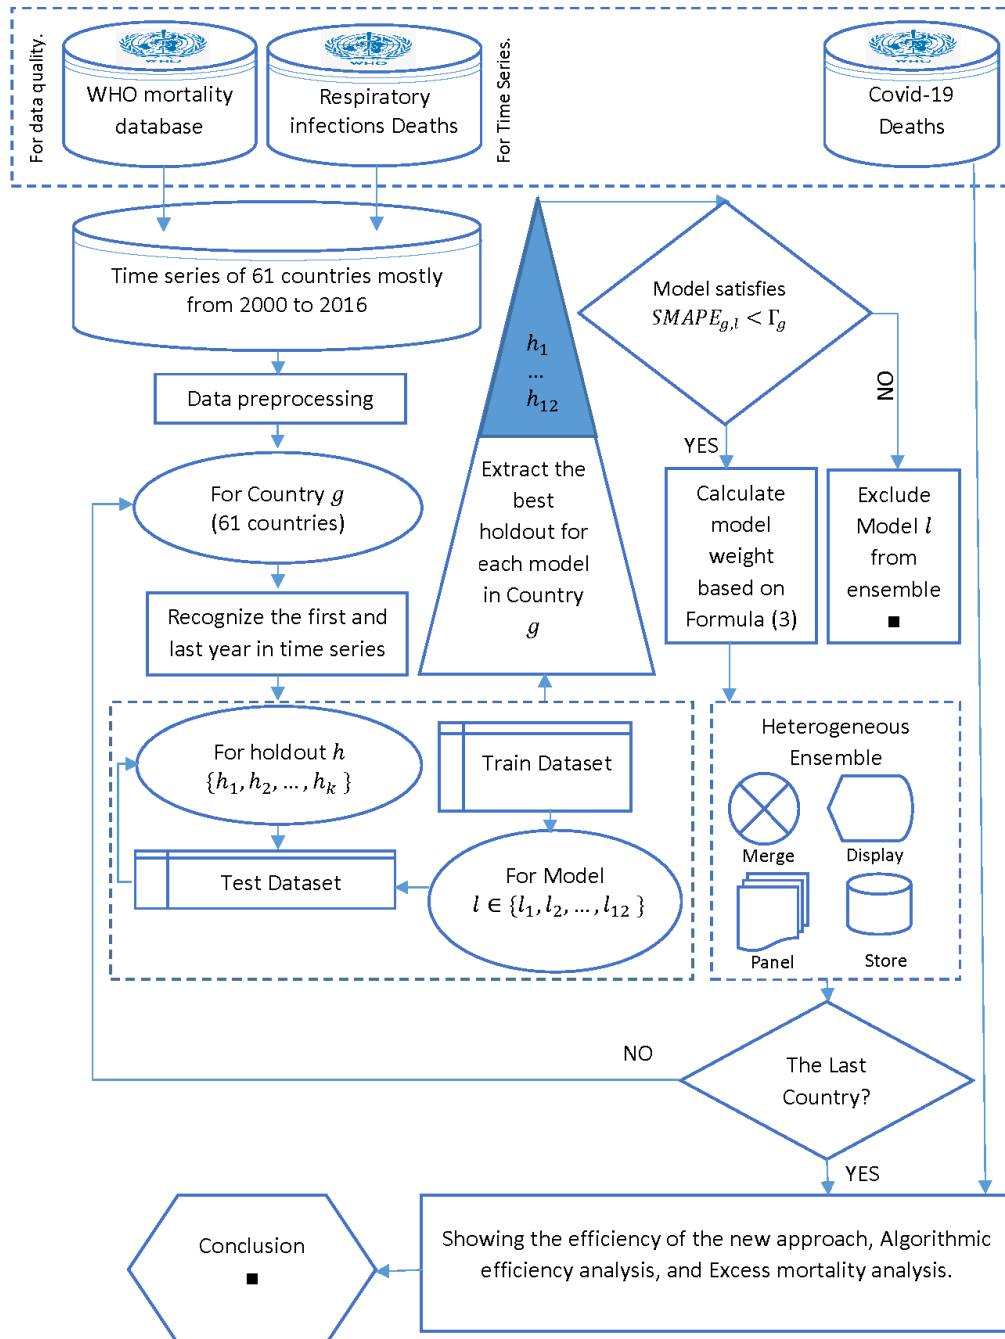 For data quality.
WHO
WHO mortality
database
WHO
Respiratory
infections Deaths
For Time Series.
WHO
Covid-19
Deaths
Time series of 61 countries mostly
from 2000 to 2016
Data preprocessing
For Country g
(61 countries)
Recognize the first and
last year in time series
For holdout h
{h₁, h₂, … , hₖ }
Test Dataset
Train Dataset
For Model
l ∈ {l₁, l₂, … , l₁₂ }
h₁
…
h₁₂
Extract the
best
holdout for
each model
in Country
g
Model satisfies
SMAPE_{g,l} < Γ_g
YES
NO
Calculate
model
weight
based on
Formula (3)
Exclude
Model l
from
ensemble
■
Heterogeneous
Ensemble
Merge
Display
Panel
Store
NO
The Last
Country?
YES
Showing the efficiency of the new approach, Algorithmic
efficiency analysis, and Excess mortality analysis.
Conclusion
■